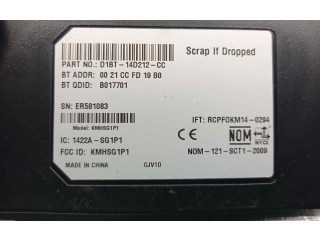 Scrap If Dropped
PART NO.: D1BT-14D212-CC
BT ADDR: 00 21 CC FD 19 B0
BT QDID: B017701
SN: ER581083
Model: KMHSG1P1
IFT: RCPFOKM14-0294
IC: 1422A-SG1P1
NOM
NYCE
FCC ID: KMHSG1P1
NOM-121-SCT1-2009
MADE IN CHINA
GJV10